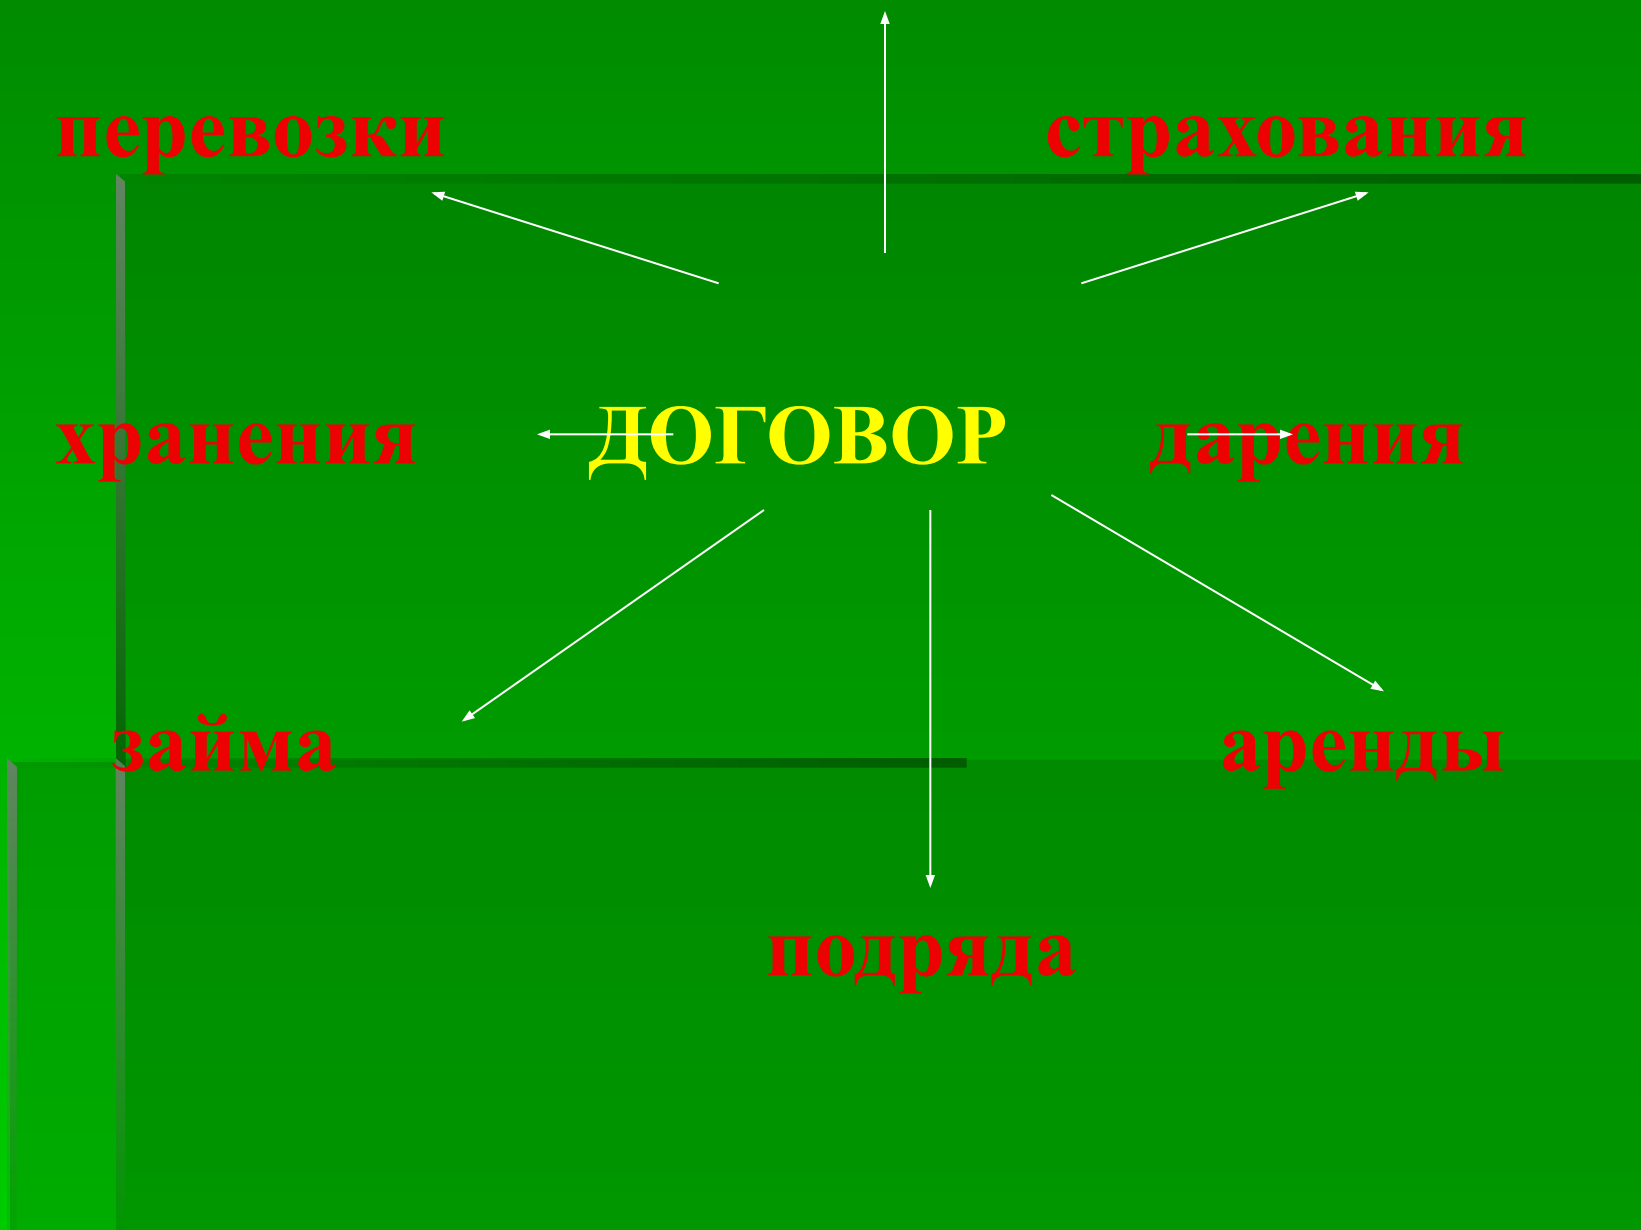 перевозки страхования
хранения ДОГОВОР дарения
займа аренды
подряда